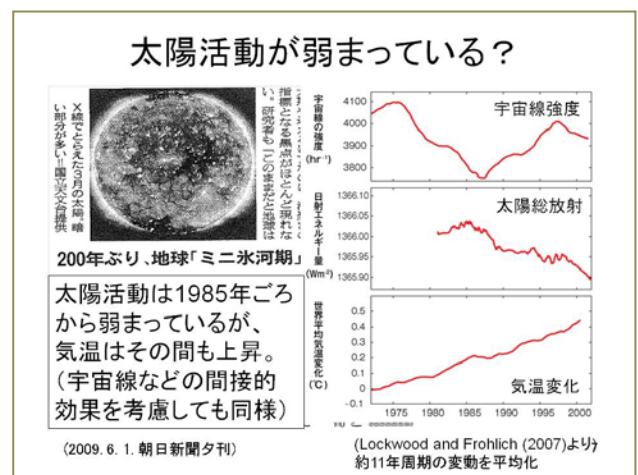 太陽活動が弱まっている？
X線でとらえた3月の太陽。暗
い部分が多い=国立天文台提供
指標となる黒点がほとんど現れな
い。研究者も「このままだと地球は
200年ぶり、地球「ミニ氷河期」
太陽活動は1985年ごろ
から弱まっているが、
気温はその間も上昇。
（宇宙線などの間接的
効果を考慮しても同様）
(2009. 6. 1. 朝日新聞夕刊)
宇宙線の強度
(hr⁻¹)
4100
4000
3900
3800
宇宙線強度
日射エネルギー量
(Wm⁻²)
1366.10
1366.05
1366.00
1365.95
1365.90
太陽総放射
世界平均気温変化
(℃)
0.5
0.4
0.3
0.2
0.1
0
-0.1
気温変化
1975 1980 1985 1990 1995 2000
(Lockwood and Frohlich (2007)より
約11年周期の変動を平均化